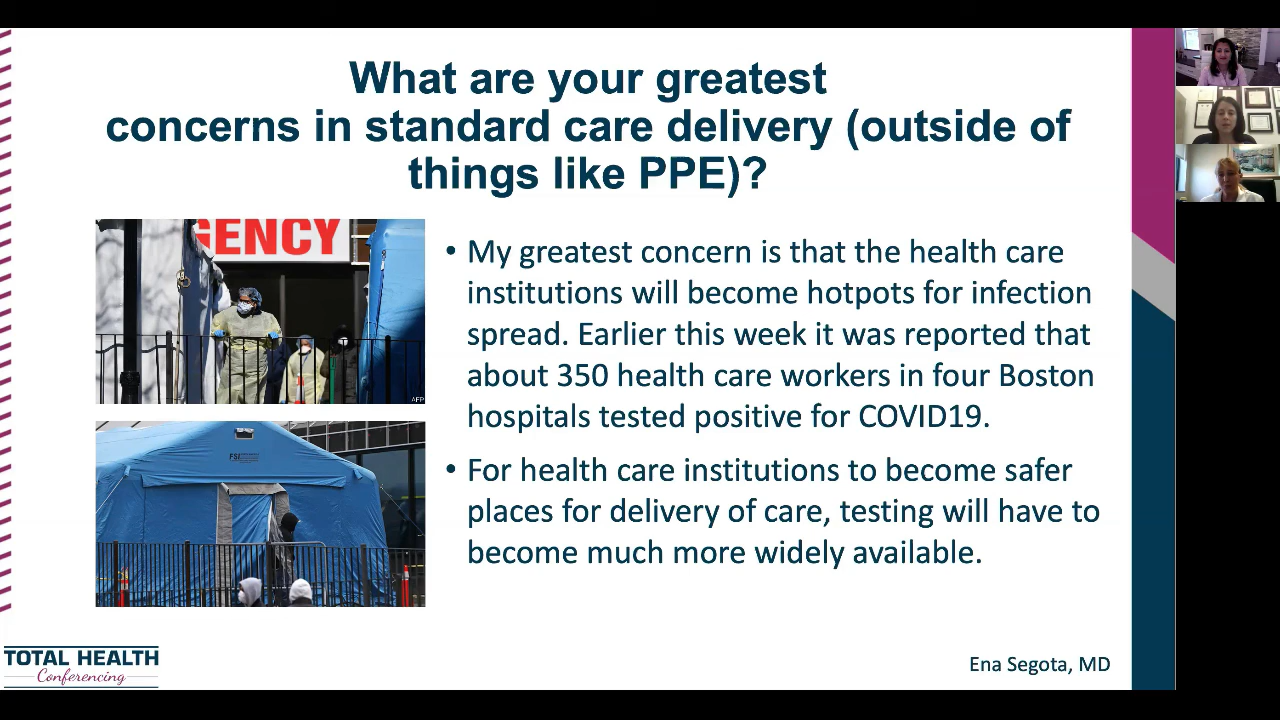 What are your greatest
concerns in standard care delivery (outside of
things like PPE)?
GENCY
AFP
FSI
• My greatest concern is that the health care
institutions will become hotpots for infection
spread. Earlier this week it was reported that
about 350 health care workers in four Boston
hospitals tested positive for COVID19.
• For health care institutions to become safer
places for delivery of care, testing will have to
become much more widely available.
TOTAL HEALTH
Conferencing
Ena Segota, MD